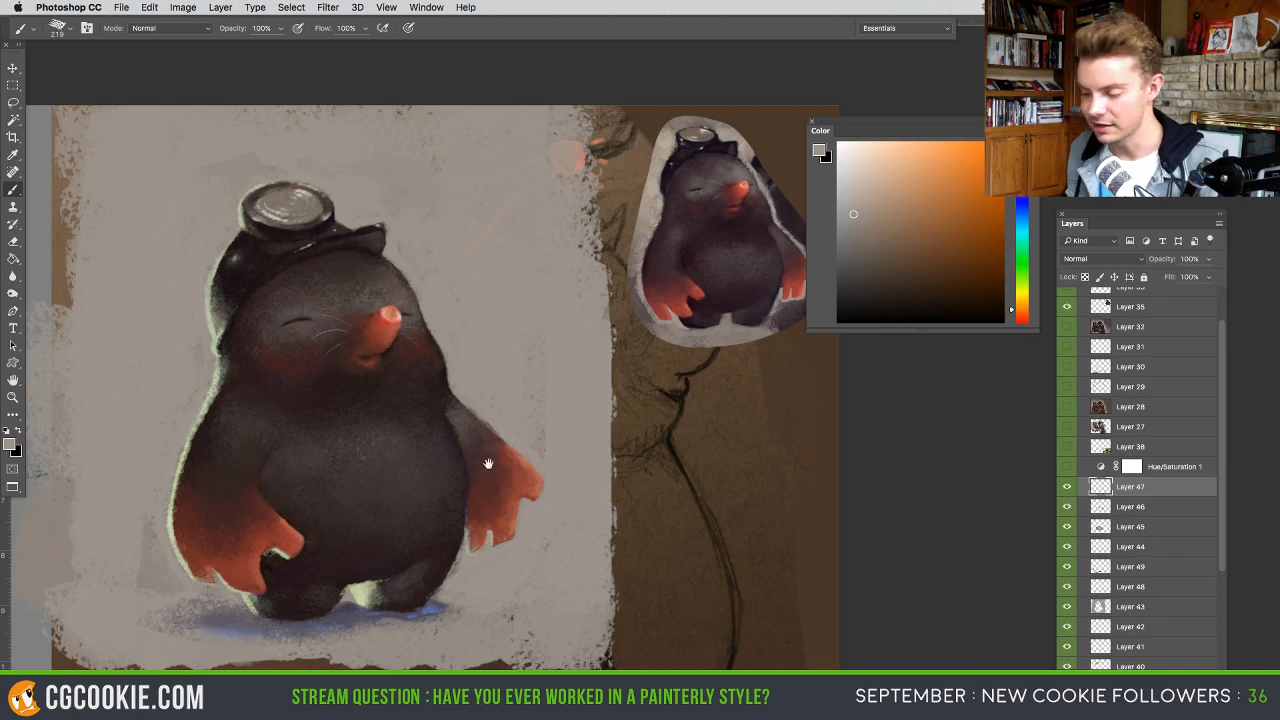 Photoshop CC File Edit Image Layer Type Select Filter 3D View Window Help
219 Mode: Normal Opacity: 100% Flow: 100% Essentials
Color
Layers
Kind
Normal Opacity: 100%
Lock: Fill: 100%
Layer 35
Layer 32
Layer 31
Layer 30
Layer 29
Layer 28
Layer 27
Layer 38
Hue/Saturation 1
Layer 47
Layer 46
Layer 45
Layer 44
Layer 49
Layer 48
Layer 43
Layer 42
Layer 41
Layer 40
7
8
9
CGCOOKIE.COM STREAM QUESTION : HAVE YOU EVER WORKED IN A PAINTERLY STYLE? SEPTEMBER : NEW COOKIE FOLLOWERS : 36